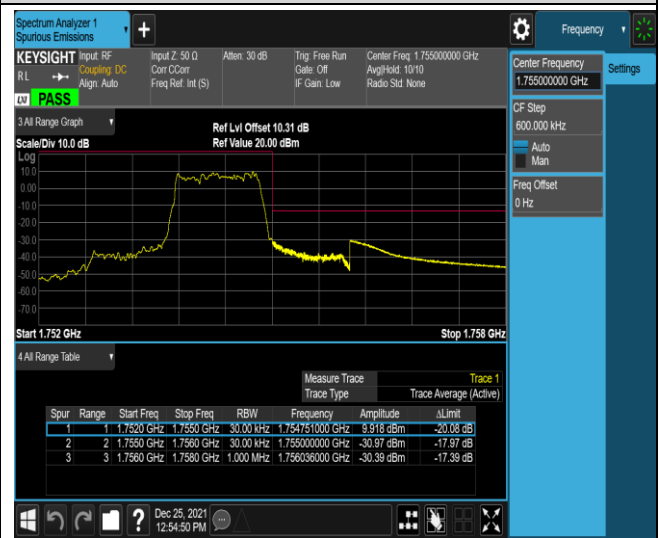 Spectrum Analyzer 1
Spurious Emissions
Frequency
KEYSIGHT
Input: RF
Coupling: DC
Align: Auto
Input Z: 50 Ω
Corr CCorr
Freq Ref: Int (S)
Atten: 30 dB
Trig: Free Run
Gate: Off
IF Gain: Low
Center Freq: 1.755000000 GHz
Avg|Hold: 10/10
Radio Std: None
RL
LXI PASS
Center Frequency
1.755000000 GHz
Settings
CF Step
600.000 kHz
Auto
Man
Freq Offset
0 Hz
3 All Range Graph
Scale/Div 10.0 dB
Ref Lvl Offset 10.31 dB
Ref Value 20.00 dBm
Log
10.0
0.00
-10.0
-20.0
-30.0
-40.0
-50.0
-60.0
-70.0
Start 1.752 GHz
Stop 1.758 GHz
4 All Range Table
Measure Trace Trace 1
Trace Type Trace Average (Active)
Spur Range Start Freq Stop Freq RBW Frequency Amplitude ΔLimit
1 1 1.7520 GHz 1.7550 GHz 30.00 kHz 1.754751000 GHz 9.918 dBm -20.08 dB
2 2 1.7550 GHz 1.7560 GHz 30.00 kHz 1.755000000 GHz -30.97 dBm -17.97 dB
3 3 1.7560 GHz 1.7580 GHz 1.000 MHz 1.756036000 GHz -30.39 dBm -17.39 dB
Dec 25, 2021
12:54:50 PM